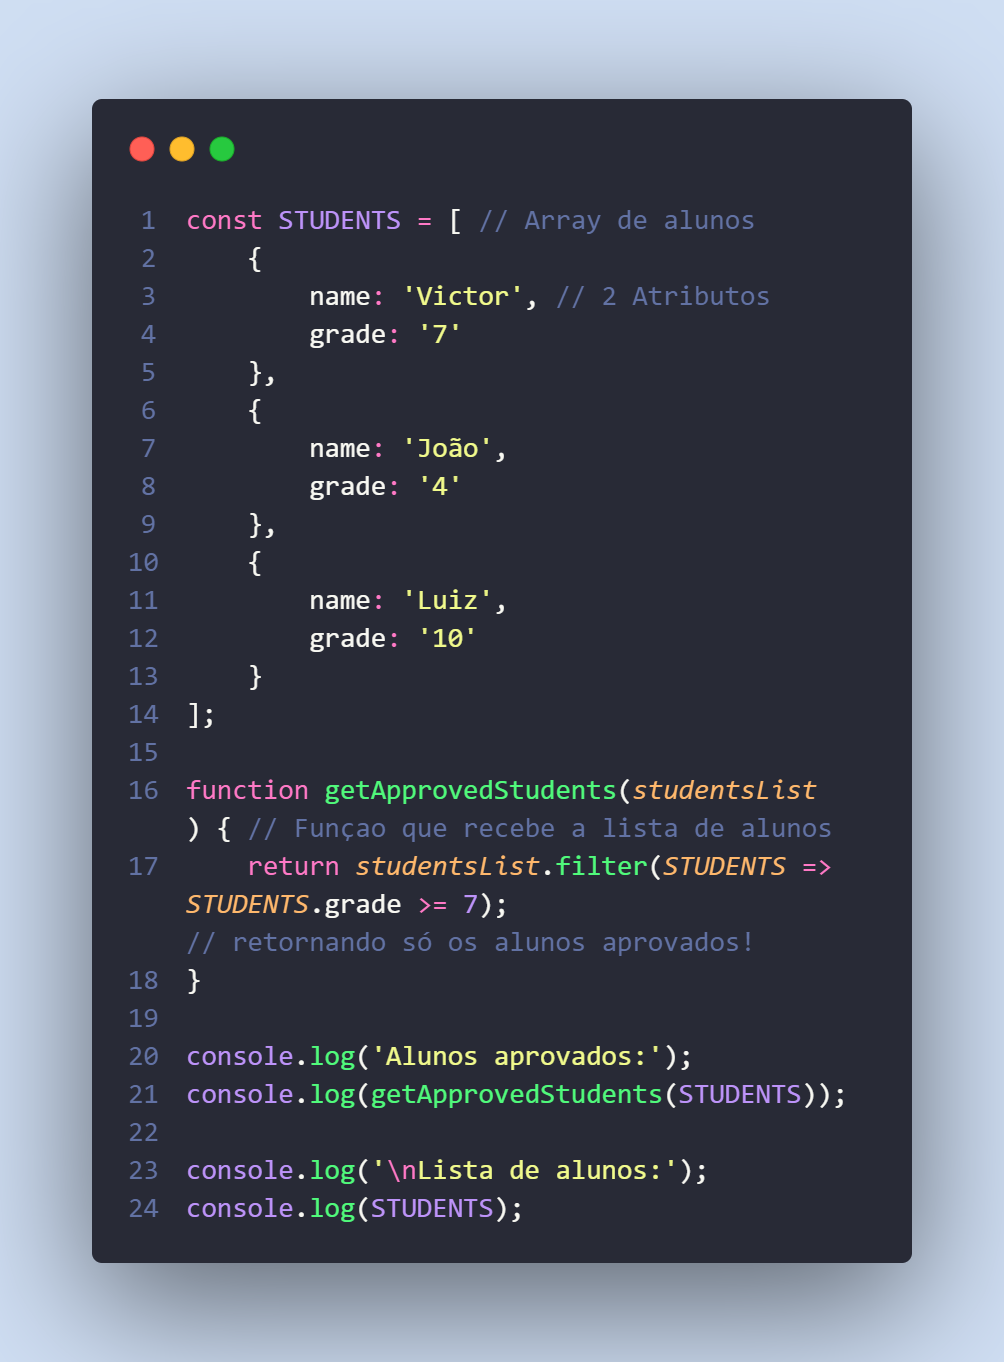 1 const STUDENTS = [ // Array de alunos
2     {
3         name: 'Victor', // 2 Atributos
4         grade: '7'
5     },
6     {
7         name: 'João',
8         grade: '4'
9     },
10     {
11         name: 'Luiz',
12         grade: '10'
13     }
14 ];
15
16 function getApprovedStudents(studentsList
) { // Funçao que recebe a lista de alunos
17     return studentsList.filter(STUDENTS =>
STUDENTS.grade >= 7);
// retornando só os alunos aprovados!
18 }
19
20 console.log('Alunos aprovados:');
21 console.log(getApprovedStudents(STUDENTS));
22
23 console.log('\nLista de alunos:');
24 console.log(STUDENTS);